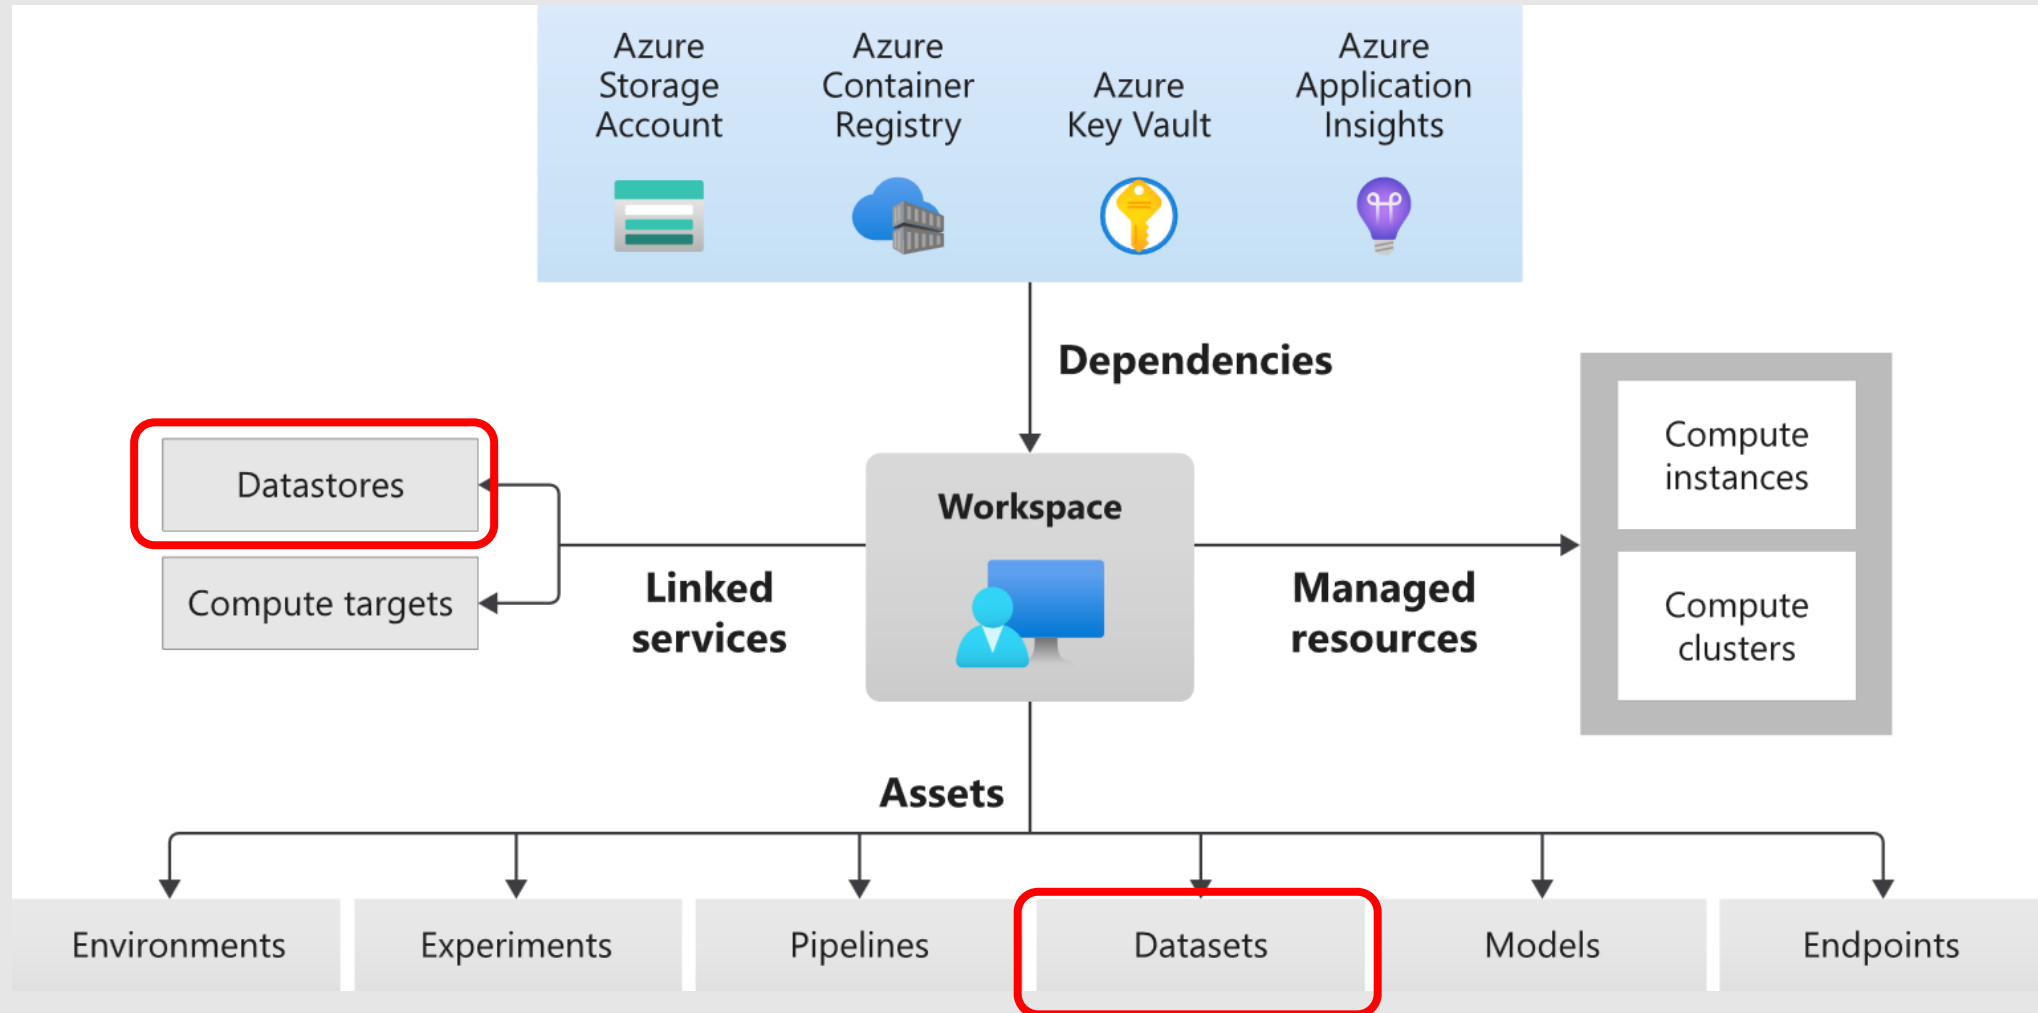 Azure
Storage
Account
Azure
Container
Registry
Azure
Key Vault
Azure
Application
Insights
Dependencies
Datastores
Compute targets
Linked
services
Workspace
Managed
resources
Compute
instances
Compute
clusters
Assets
Environments
Experiments
Pipelines
Datasets
Models
Endpoints